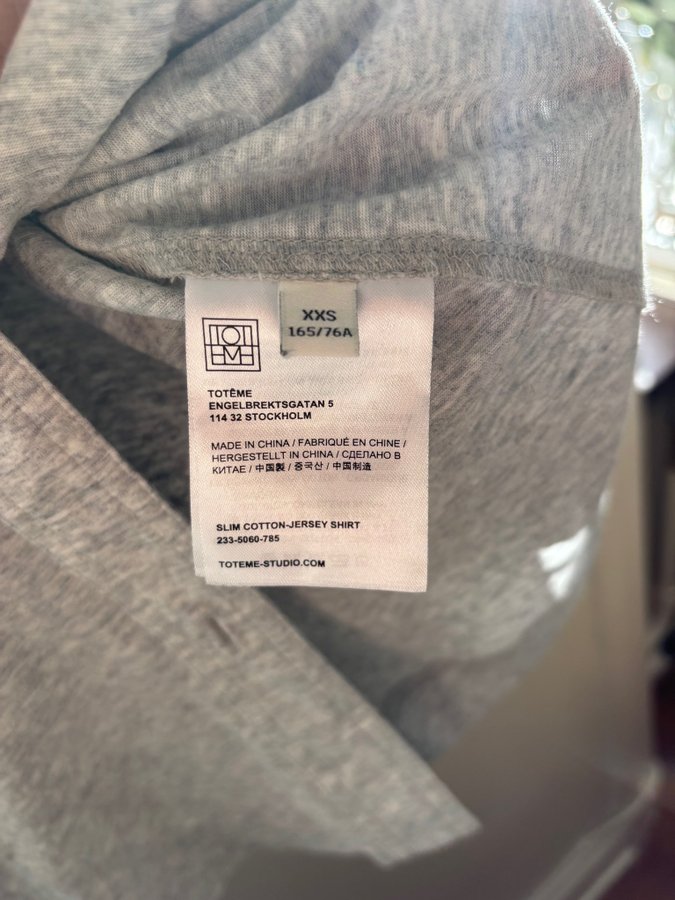 XXS
165/76A
TOT
EME
TOTÊME
ENGELBREKTSGATAN 5
114 32 STOCKHOLM
MADE IN CHINA / FABRIQUÉ EN CHINE /
HERGESTELLT IN CHINA / СДЕЛАНО В
КИТАЕ / 中国製 / 중국산 / 中国制造
SLIM COTTON-JERSEY SHIRT
233-5060-785
TOTEME-STUDIO.COM